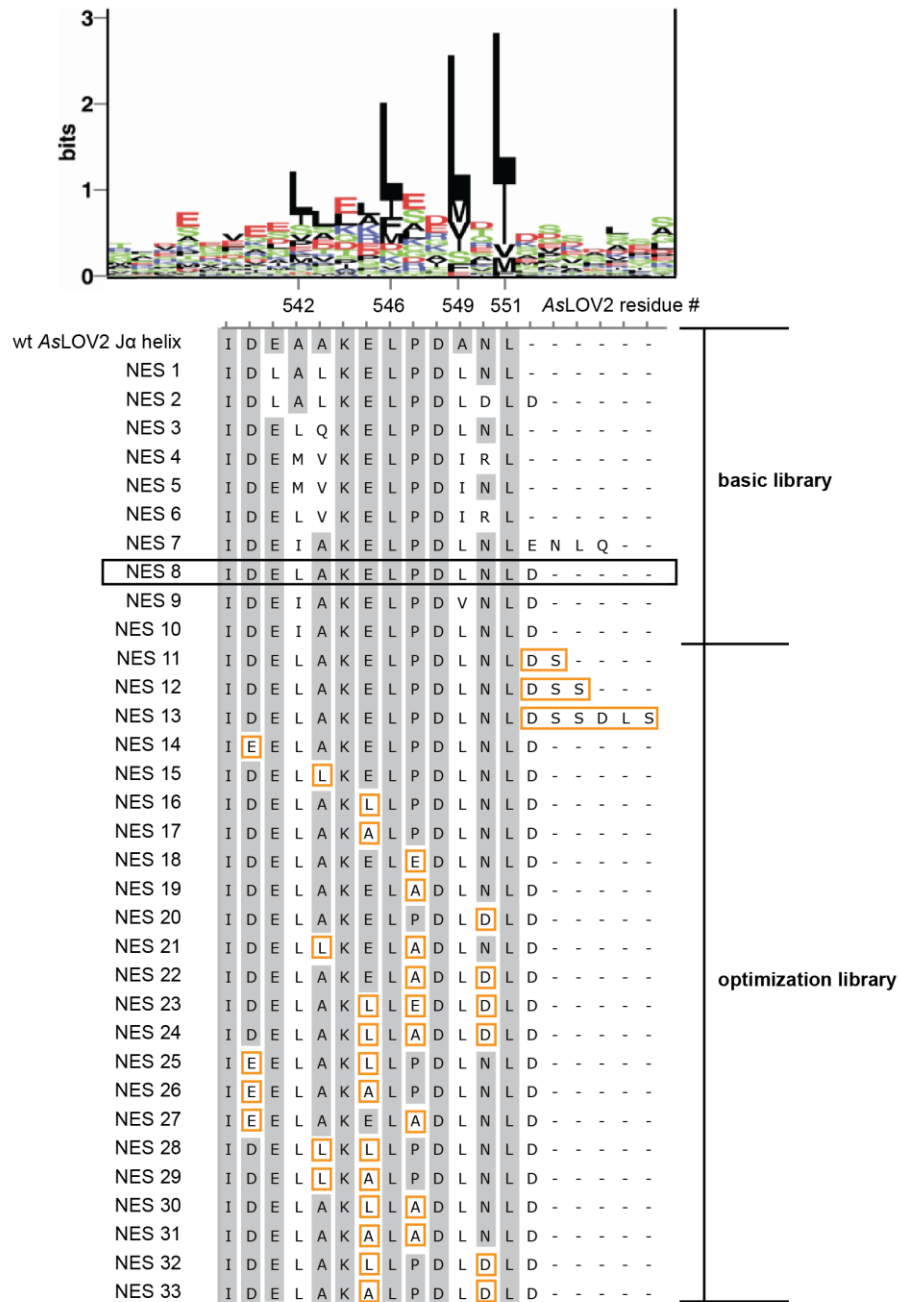 3
2
1
0
bits
542 546 549 551 AsLOV2 residue #
wt AsLOV2 Jα helix I D E A A K E L P D A N L - - - - - -
NES 1 I D L A L K E L P D L N L - - - - - -
NES 2 I D L A L K E L P D L D L D - - - - -
NES 3 I D E L Q K E L P D L N L - - - - - -
NES 4 I D E M V K E L P D I R L - - - - - -
NES 5 I D E M V K E L P D I N L - - - - - -
NES 6 I D E L V K E L P D I R L - - - - - -
NES 7 I D E I A K E L P D L N L E N L Q - -
NES 8 I D E L A K E L P D L N L D - - - - -
NES 9 I D E I A K E L P D V N L D - - - - -
NES 10 I D E I A K E L P D L N L D - - - - -
basic library
NES 11 I D E L A K E L P D L N L D S - - - -
NES 12 I D E L A K E L P D L N L D S S - - -
NES 13 I D E L A K E L P D L N L D S S D L S
NES 14 I E E L A K E L P D L N L D - - - - -
NES 15 I D E L L K E L P D L N L D - - - - -
NES 16 I D E L A K L L P D L N L D - - - - -
NES 17 I D E L A K A L P D L N L D - - - - -
NES 18 I D E L A K E L E D L N L D - - - - -
NES 19 I D E L A K E L A D L N L D - - - - -
NES 20 I D E L A K E L P D L D L D - - - - -
NES 21 I D E L L K E L A D L N L D - - - - -
NES 22 I D E L A K E L A D L D L D - - - - -
NES 23 I D E L A K L L E D L D L D - - - - -
NES 24 I D E L A K L L A D L D L D - - - - -
NES 25 I E E L A K L L P D L N L D - - - - -
NES 26 I E E L A K A L P D L N L D - - - - -
NES 27 I E E L A K E L A D L N L D - - - - -
NES 28 I D E L L K L L P D L N L D - - - - -
NES 29 I D E L L K A L P D L N L D - - - - -
NES 30 I D E L A K L L A D L N L D - - - - -
NES 31 I D E L A K A L A D L N L D - - - - -
NES 32 I D E L A K L L P D L D L D - - - - -
NES 33 I D E L A K A L P D L D L D - - - - -
optimization library